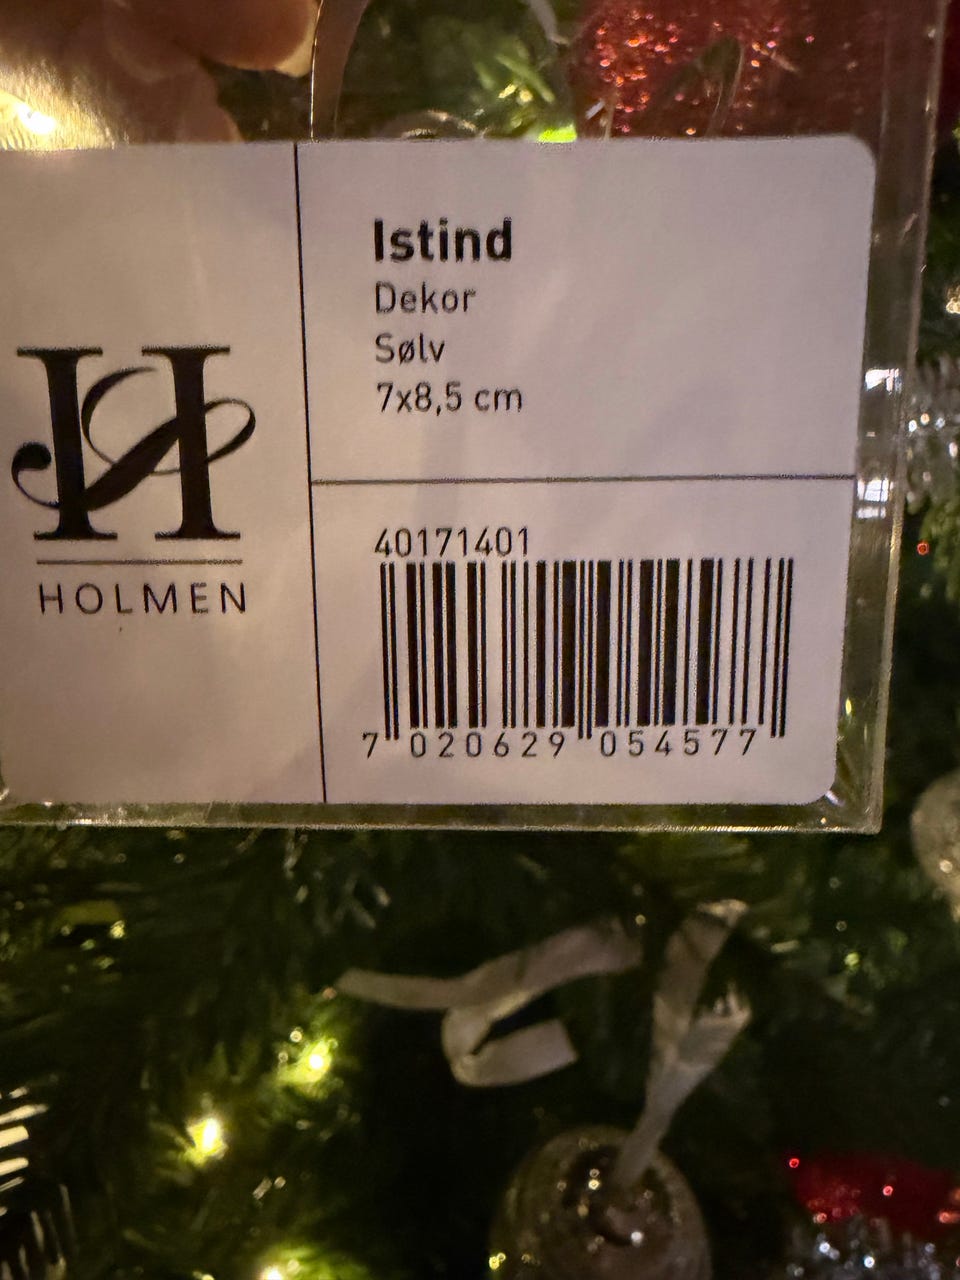 Istind
Dekor
Sølv
7x8,5 cm
H
HOLMEN
40171401
7 020629 054577